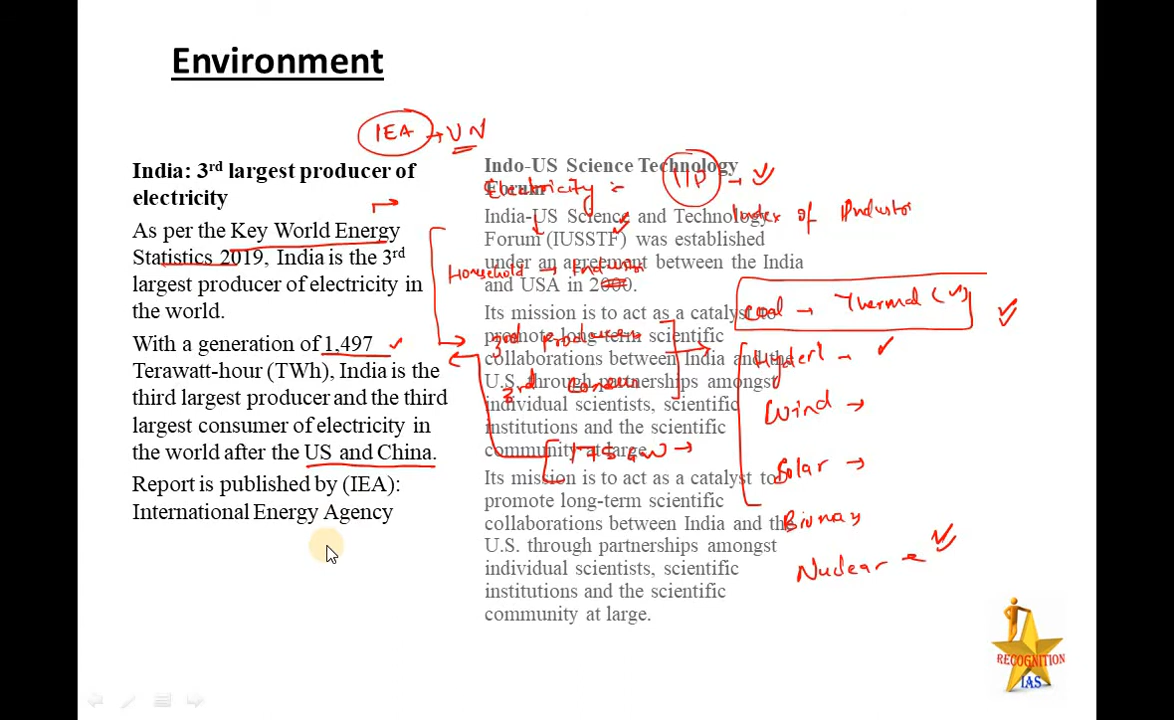 Environment
IEA → UN
India: 3rd largest producer of
electricity
As per the Key World Energy
Statistics 2019, India is the 3rd
largest producer of electricity in
the world.
With a generation of 1,497
Terawatt-hour (TWh), India is the
third largest producer and the third
largest consumer of electricity in
the world after the US and China.
Report is published by (IEA):
International Energy Agency
Indo-US Science Technology
Forum
India-US Science and Technology
Forum (IUSSTF) was established
under an agreement between the India
and USA in 2000.
Its mission is to act as a catalyst to
promote long-term scientific
collaborations between India and the
U.S. through partnerships amongst
individual scientists, scientific
institutions and the scientific
community at large.
Its mission is to act as a catalyst to
promote long-term scientific
collaborations between India and the
U.S. through partnerships amongst
individual scientists, scientific
institutions and the scientific
community at large.
Electricity :-
IIP →
Index of
Household →
3rd
3rd
Coal → Thermal
Wind →
Solar →
Nuclear
RECOGNITION
IAS